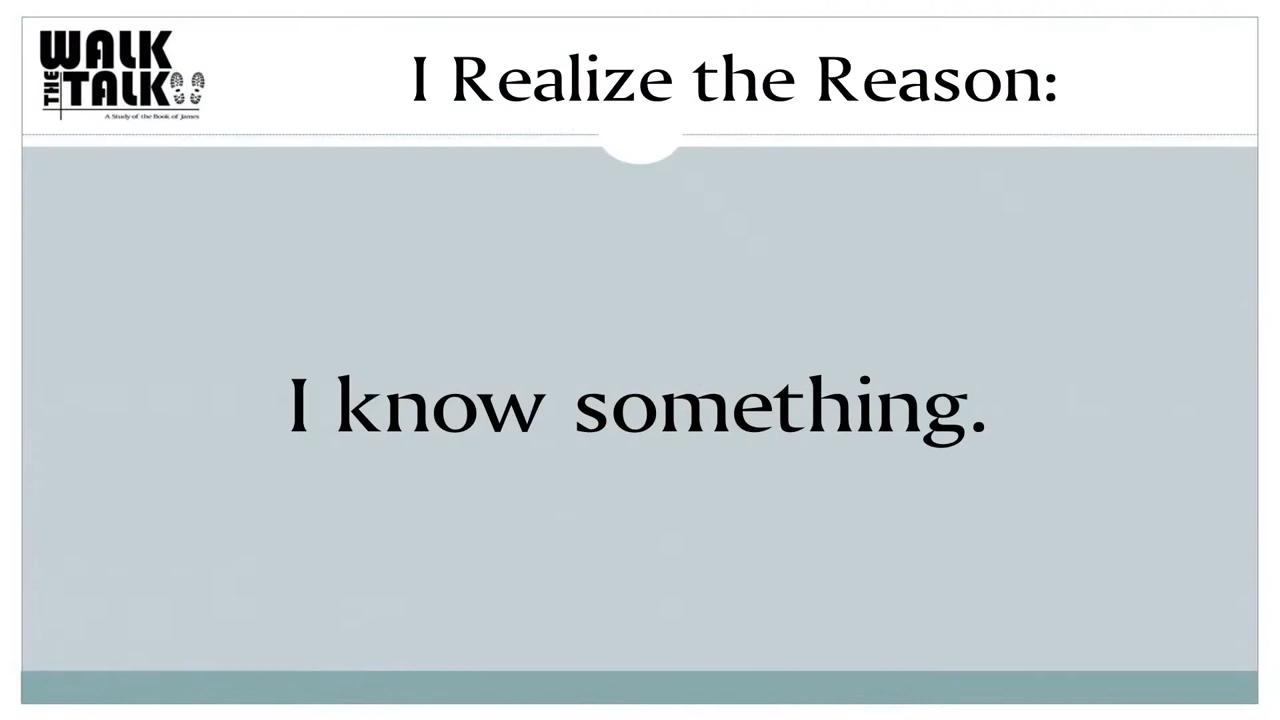 WALK
THE TALK
A Study of the Book of James
I Realize the Reason:
I know something.